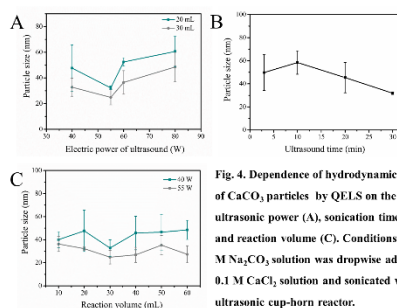 A
20 mL
30 mL
Particle size (nm)
100
80
60
40
20
0
30 40 50 60 70 80 90
Electric power of ultrasound (W)
B
Particle size (nm)
100
80
60
40
20
0
0 10 20 30
Ultrasound time (min)
C
40 W
55 W
Particle size (nm)
100
80
60
40
20
0
10 20 30 40 50 60
Reaction volume (mL)
Fig. 4. Dependence of hydrodynamic
of CaCO₃ particles by QELS on the
ultrasonic power (A), sonication time
and reaction volume (C). Conditions
M Na₂CO₃ solution was dropwise ad
0.1 M CaCl₂ solution and sonicated v
ultrasonic cup-horn reactor.